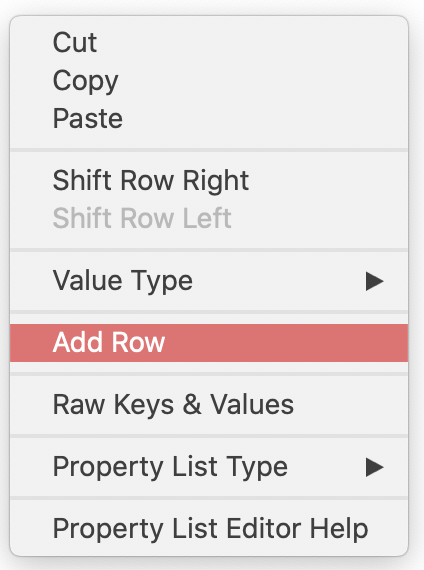 Cut
Copy
Paste
Shift Row Right
Shift Row Left
Value Type
Add Row
Raw Keys & Values
Property List Type
Property List Editor Help